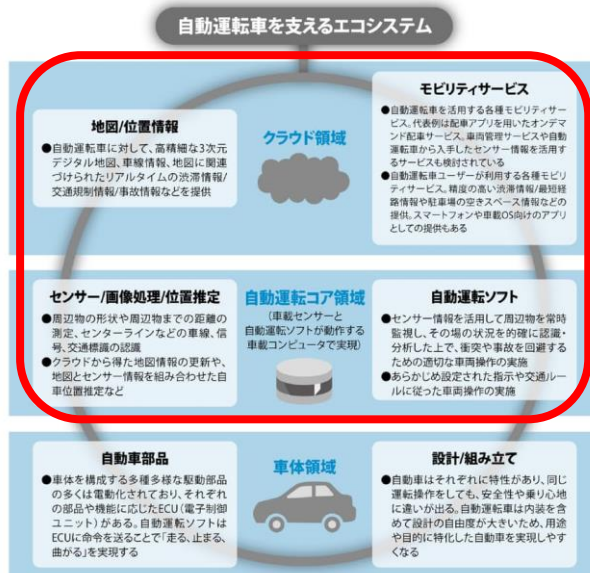 自動運転車を支えるエコシステム
地図/位置情報
●自動運転車に対して、高精細な3次元
デジタル地図、車線情報、地図に関連
づけられたリアルタイムの渋滞情報/
交通規制情報/事故情報などを提供
クラウド領域
モビリティサービス
●自動運転車を活用する各種モビリティサー
ビス。代表例は配車アプリを用いたオンデマ
ンド配車サービス。車両管理サービスや自動
運転車から入手したセンサー情報を活用す
るサービスも検討されている
●自動運転車ユーザーが利用する各種モビリ
ティサービス。精度の高い渋滞情報/最短経
路情報や駐車場の空きスペース情報などの
提供。スマートフォンや車載OS向けのアプリ
としての提供もある
センサー/画像処理/位置推定
●周辺物の形状や周辺物までの距離の
測定、センターラインなどの車線、信
号、交通標識の認識
●クラウドから得た地図情報の更新や、
地図とセンサー情報を組み合わせた自
車位置推定など
自動運転コア領域
(車載センサーと
自動運転ソフトが動作する
車載コンピュータで実現)
自動運転ソフト
●センサー情報を活用して周辺物を常時
監視し、その場の状況を的確に認識・
分析した上で、衝突や事故を回避する
ための適切な車両操作の実施
●あらかじめ設定された指示や交通ルー
ルに従った車両操作の実施
自動車部品
●車体を構成する多種多様な駆動部品
の多くは電動化されており、それぞれ
の部品や機能に応じたECU(電子制御
ユニット)がある。自動運転ソフトは
ECUに命令を送ることで「走る、止まる、
曲がる」を実現する
車体領域
設計/組み立て
●自動車はそれぞれに特性があり、同じ
運転操作をしても、安全性や乗り心地
に違いが出る。自動運転車は内装を含
めて設計の自由度が大きいため、用途
や目的に特化した自動車を実現しやす
くなる